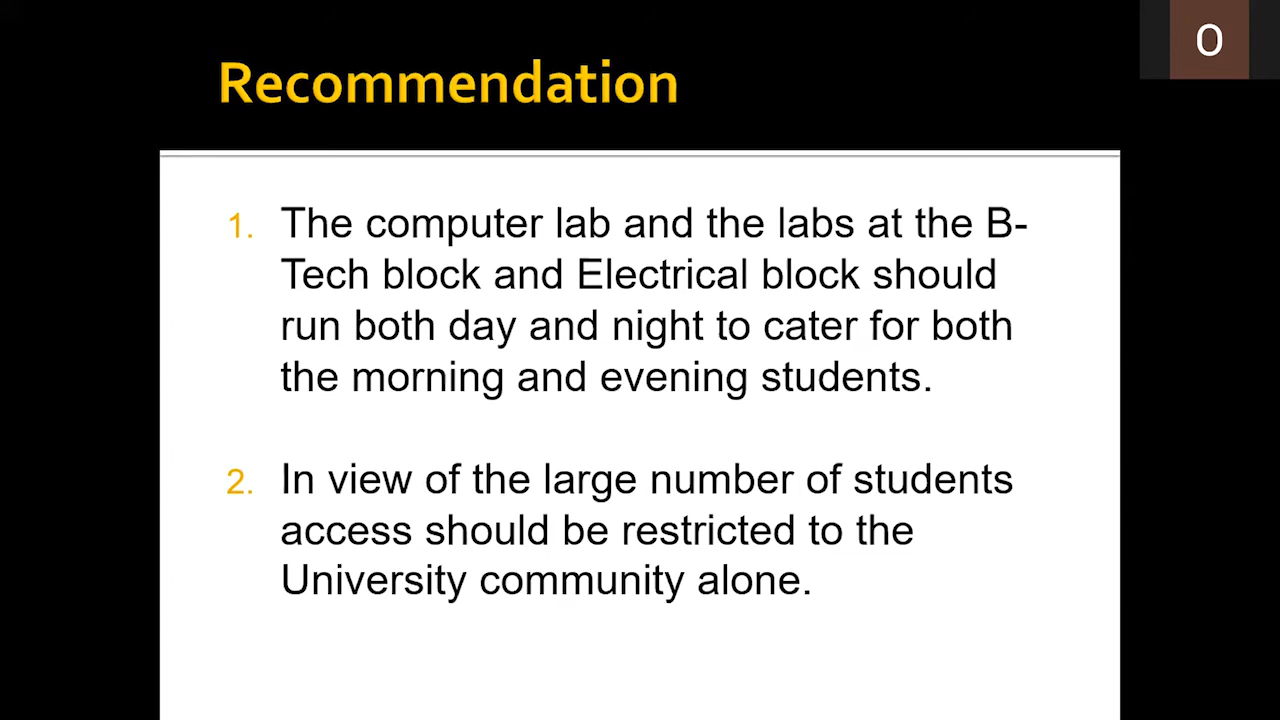 O
Recommendation
1. The computer lab and the labs at the B-
Tech block and Electrical block should
run both day and night to cater for both
the morning and evening students.
2. In view of the large number of students
access should be restricted to the
University community alone.